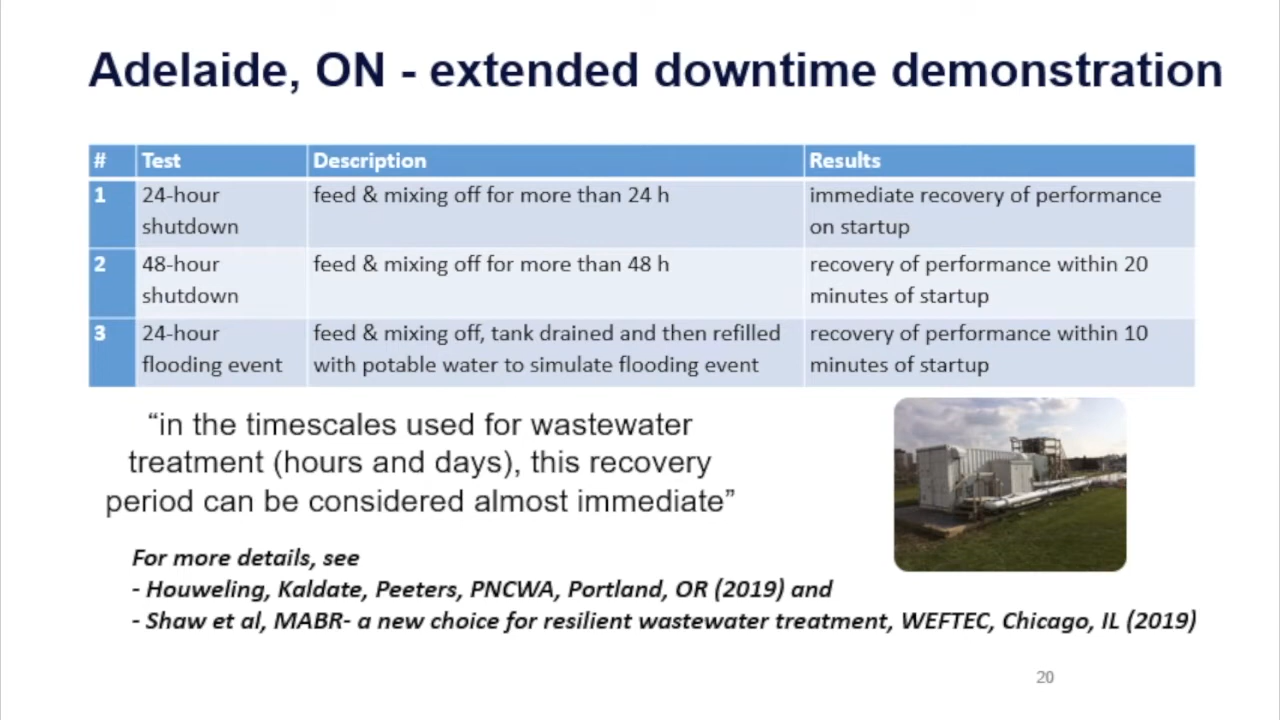 Adelaide, ON - extended downtime demonstration
# Test Description Results
1 24-hour shutdown feed & mixing off for more than 24 h immediate recovery of performance on startup
2 48-hour shutdown feed & mixing off for more than 48 h recovery of performance within 20 minutes of startup
3 24-hour flooding event feed & mixing off, tank drained and then refilled with potable water to simulate flooding event recovery of performance within 10 minutes of startup
“in the timescales used for wastewater
treatment (hours and days), this recovery
period can be considered almost immediate”
For more details, see
- Houweling, Kaldate, Peeters, PNCWA, Portland, OR (2019) and
- Shaw et al, MABR- a new choice for resilient wastewater treatment, WEFTEC, Chicago, IL (2019)
20